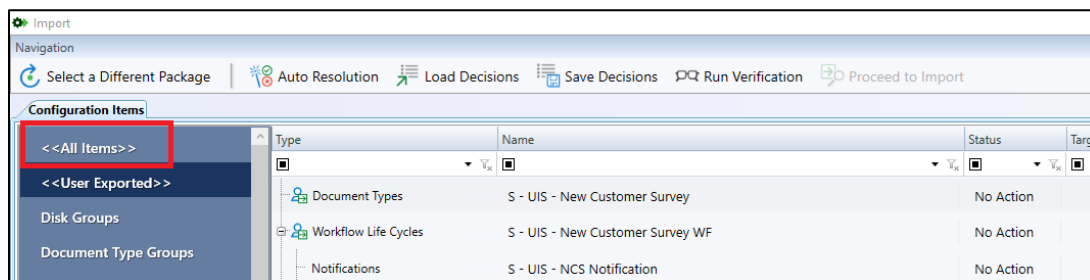 Import
Navigation
Select a Different Package Auto Resolution Load Decisions Save Decisions Run Verification Proceed to Import
Configuration Items
<<All Items>>
<<User Exported>>
Disk Groups
Document Type Groups
Type Name Status Targ
Document Types S - UIS - New Customer Survey No Action
Workflow Life Cycles S - UIS - New Customer Survey WF No Action
Notifications S - UIS - NCS Notification No Action